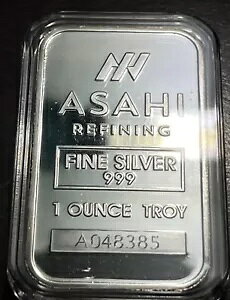 ASAHI
REFINING
FINE SILVER
999
1 OUNCE TROY
A048385